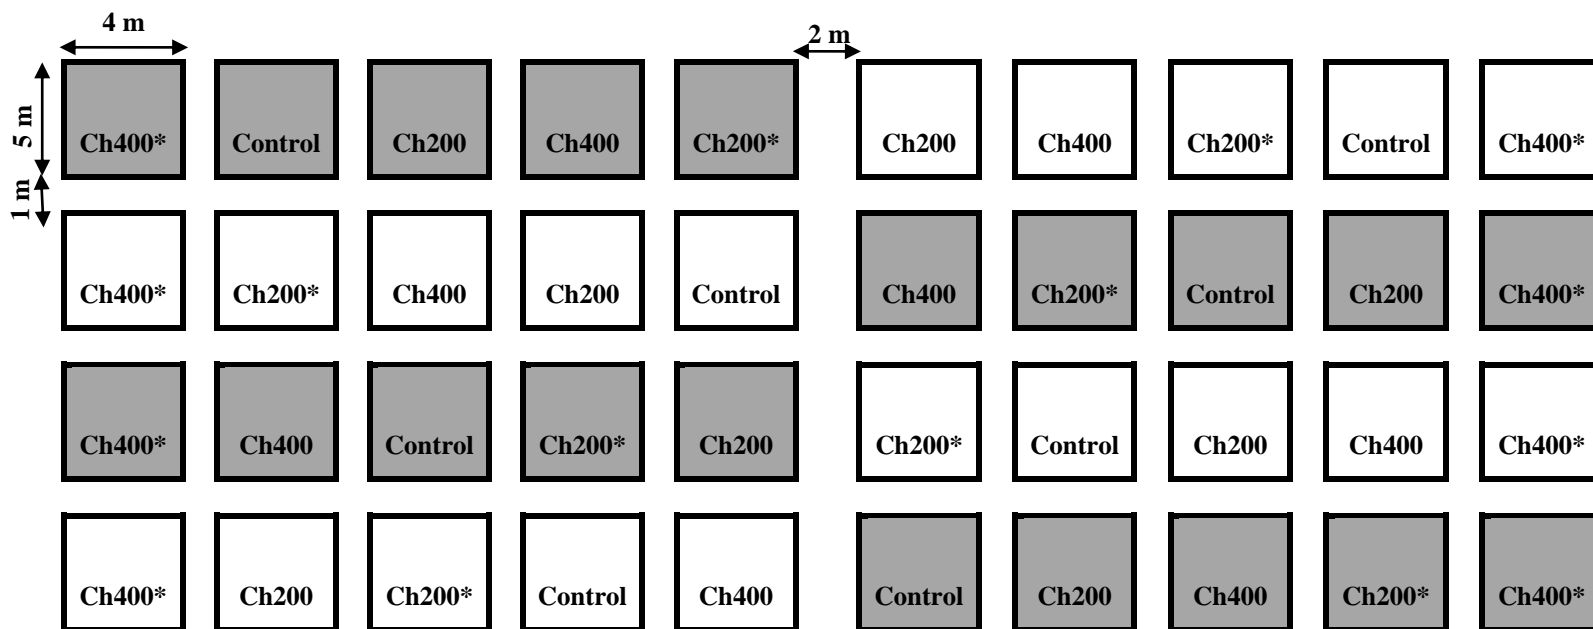 4 m
2 m
5 m
Ch400* Control Ch200 Ch400 Ch200* Ch200 Ch400 Ch200* Control Ch400*
1 m
Ch400* Ch200* Ch400 Ch200 Control Ch400 Ch200* Control Ch200 Ch400*
Ch400* Ch400 Control Ch200* Ch200 Ch200* Control Ch200 Ch400 Ch400*
Ch400* Ch200 Ch200* Control Ch400 Control Ch200 Ch400 Ch200* Ch400*